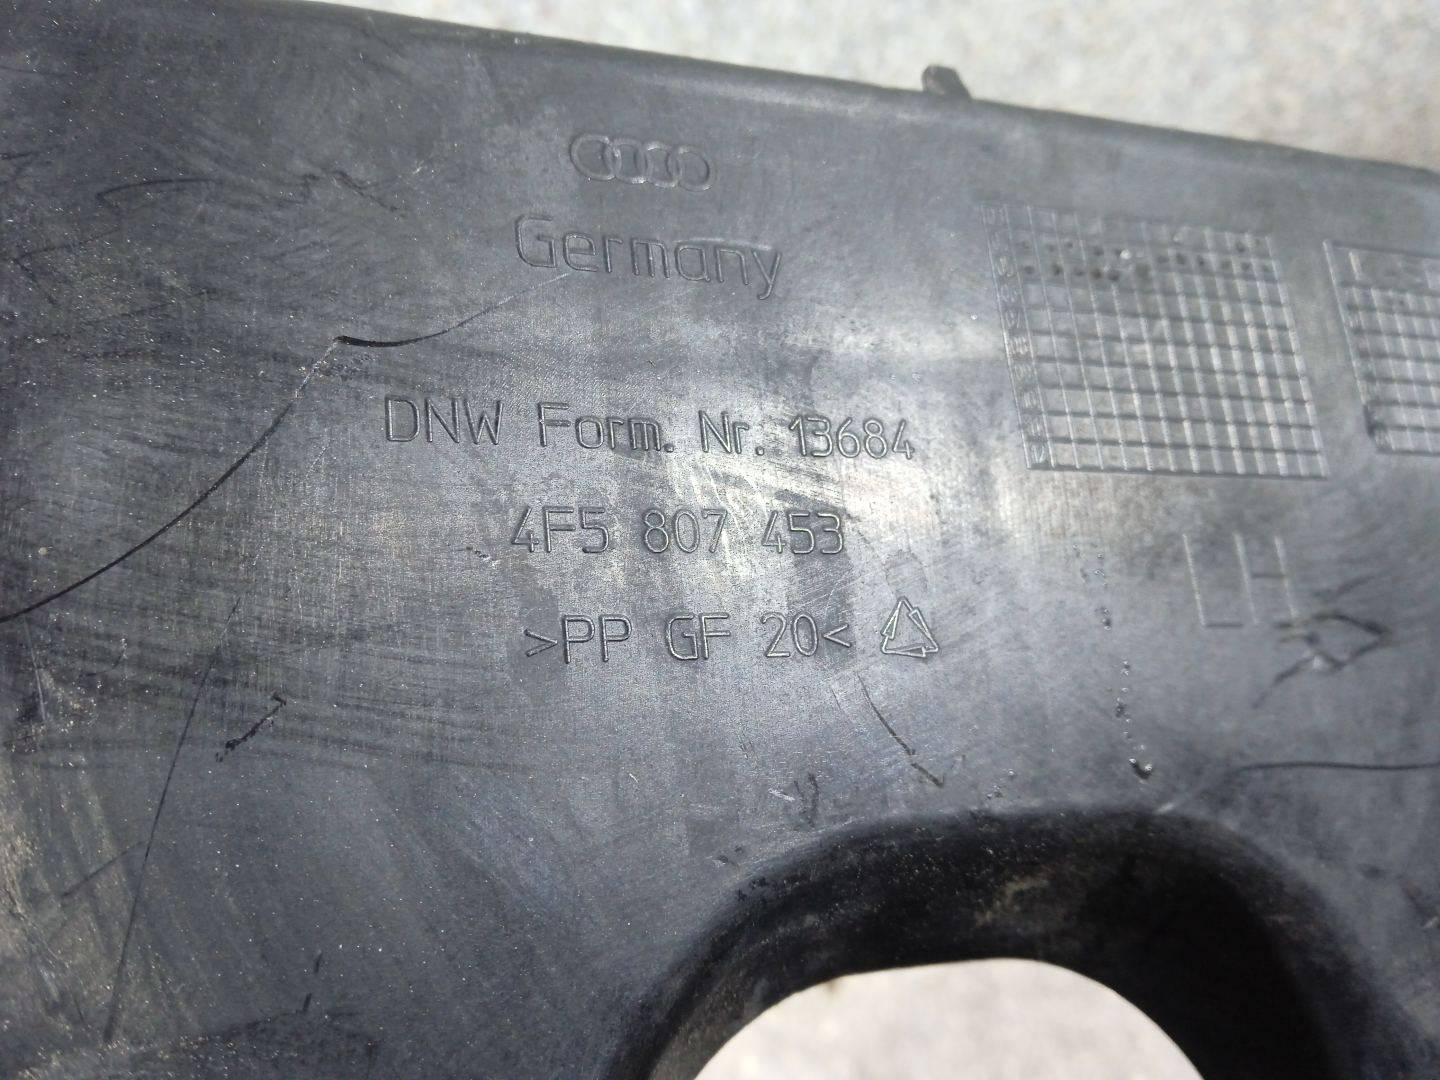 Germany
DNW Form. Nr. 13684
4F5 807 453
>PP GF 20<
LH